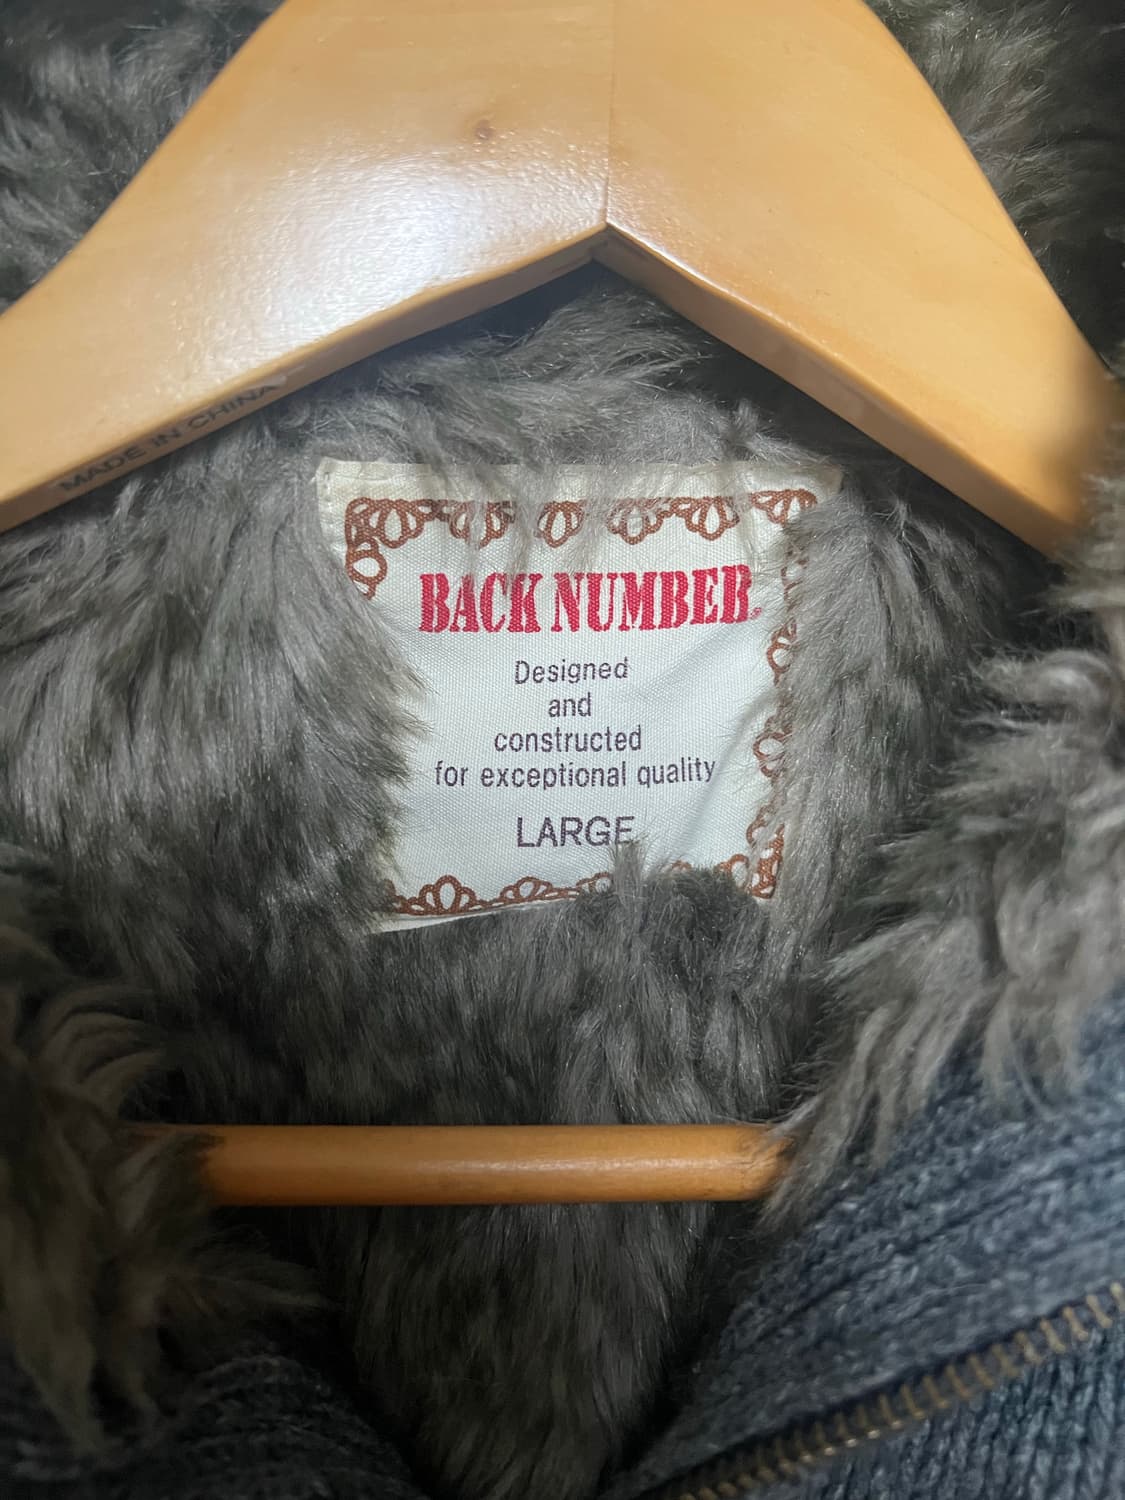 MADE IN CHINA
BACK NUMBER
Designed
and
constructed
for exceptional quality
LARGE